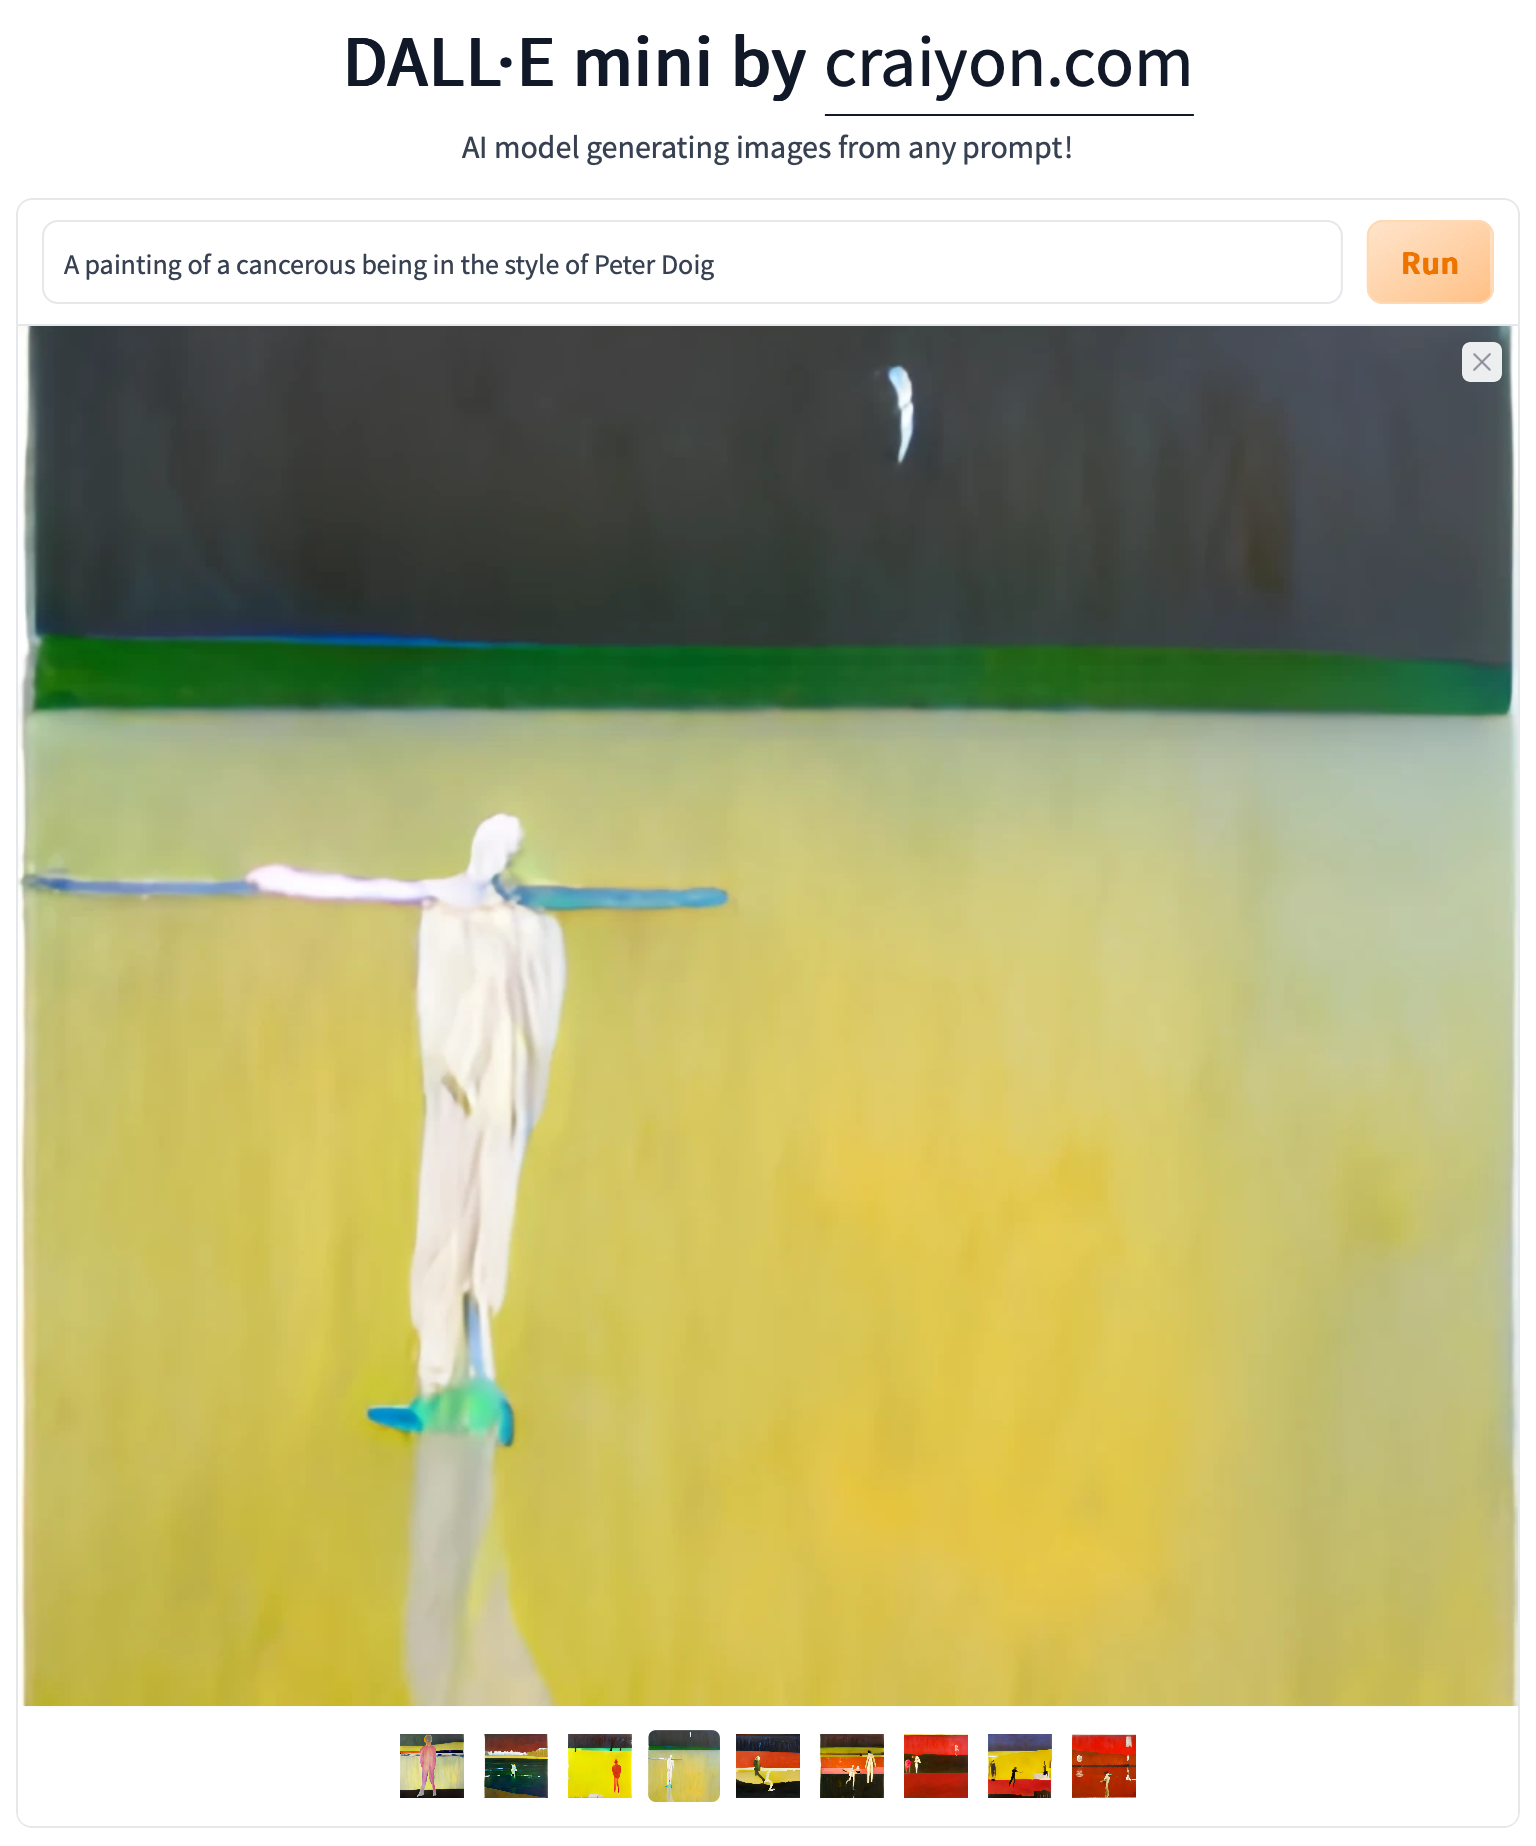 DALL·E mini by craiyon.com
AI model generating images from any prompt!
A painting of a cancerous being in the style of Peter Doig
Run